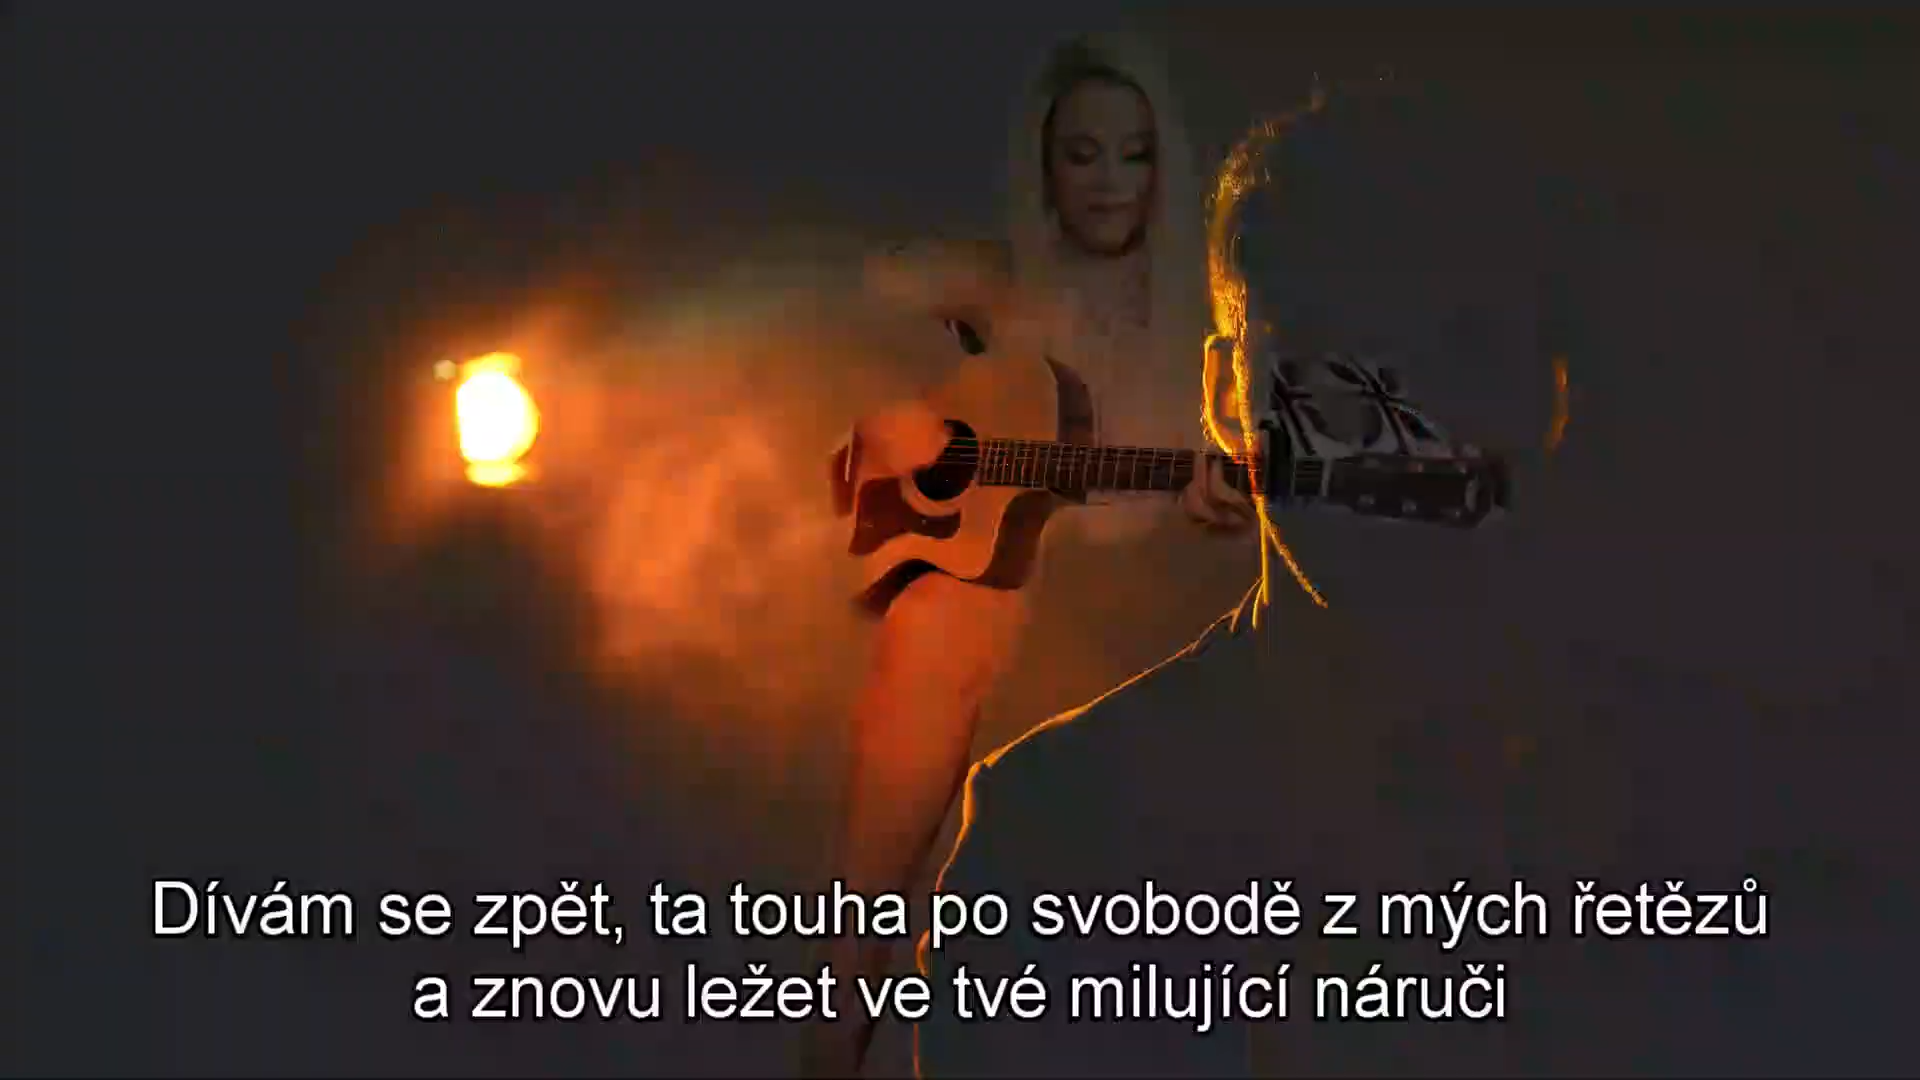 Dívám se zpět, ta touha po svobodě z mých řetězů
a znovu ležet ve tvé milující náruči